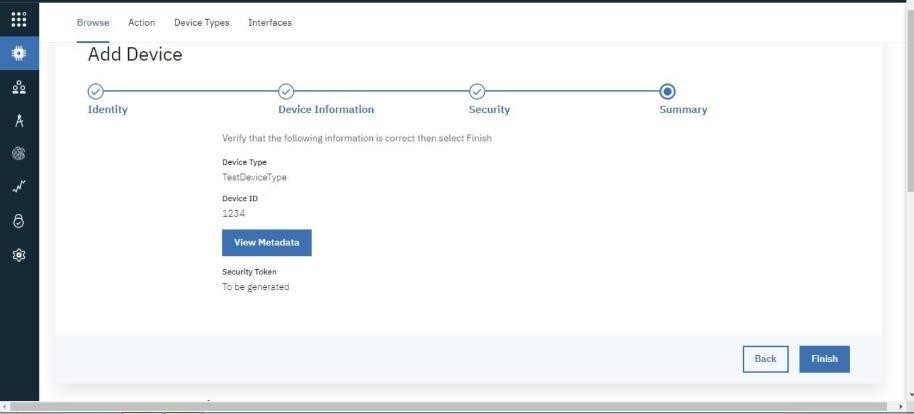 Browse Action Device Types Interfaces
Add Device
Identity Device Information Security Summary
Verify that the following information is correct then select Finish
Device Type
TestDeviceType
Device ID
1234
View Metadata
Security Token
To be generated
Back Finish